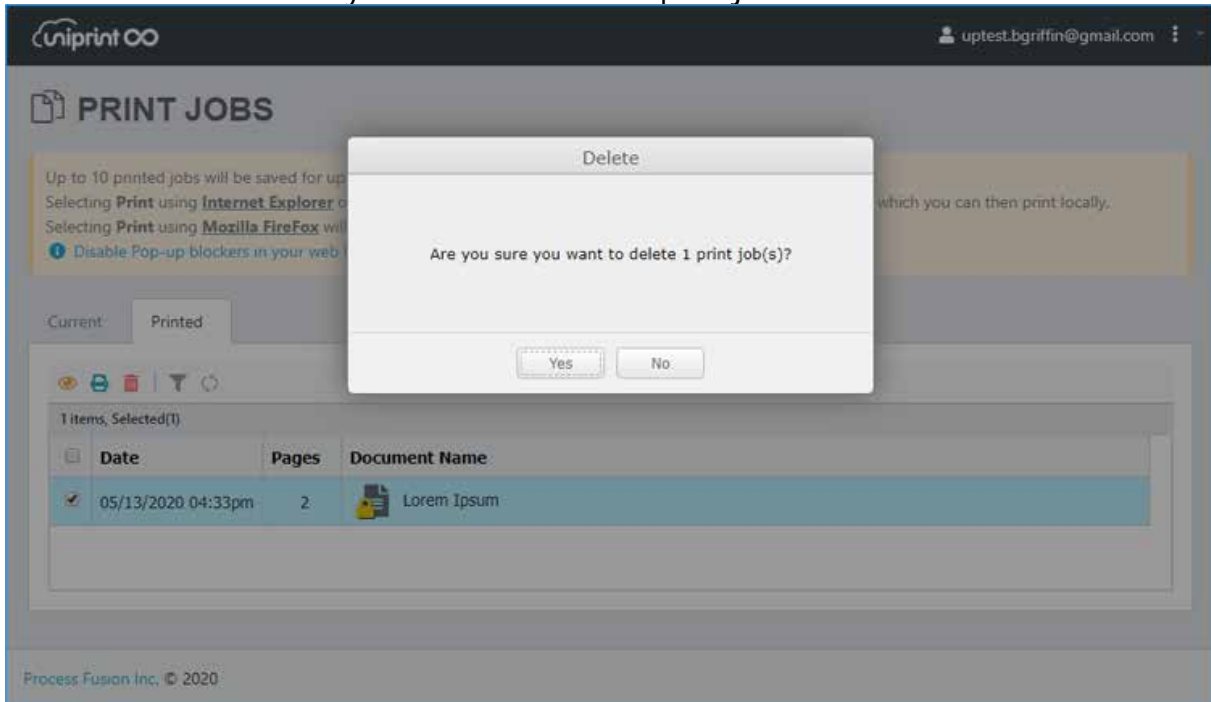 uniprint
uptest.bgriffin@gmail.com
PRINT JOBS
Delete
Up to 10 printed jobs will be saved for up
Selecting Print using Internet Explorer
which you can then print locally.
Selecting Print using Mozilla FireFox
Disable Pop-up blockers in your web
Are you sure you want to delete 1 print job(s)?
Yes No
Current Printed
1 items, Selected(1)
Date Pages Document Name
05/13/2020 04:33pm 2 Lorem Ipsum
Process Fusion Inc. © 2020